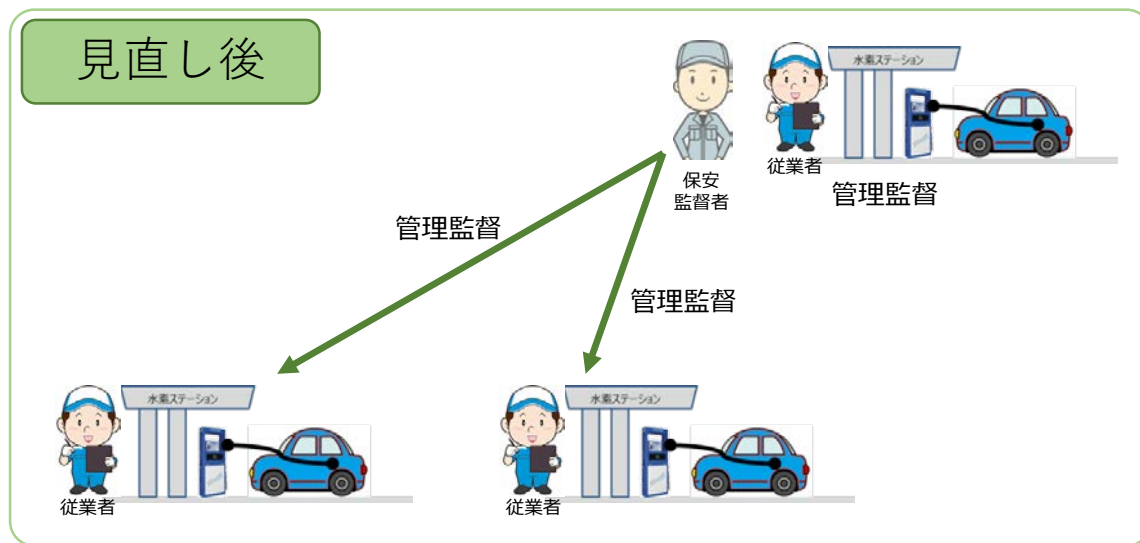 見直し後
水素ステーション
従業者
保安
監督者
管理監督
管理監督
管理監督
水素ステーション
従業者
水素ステーション
従業者